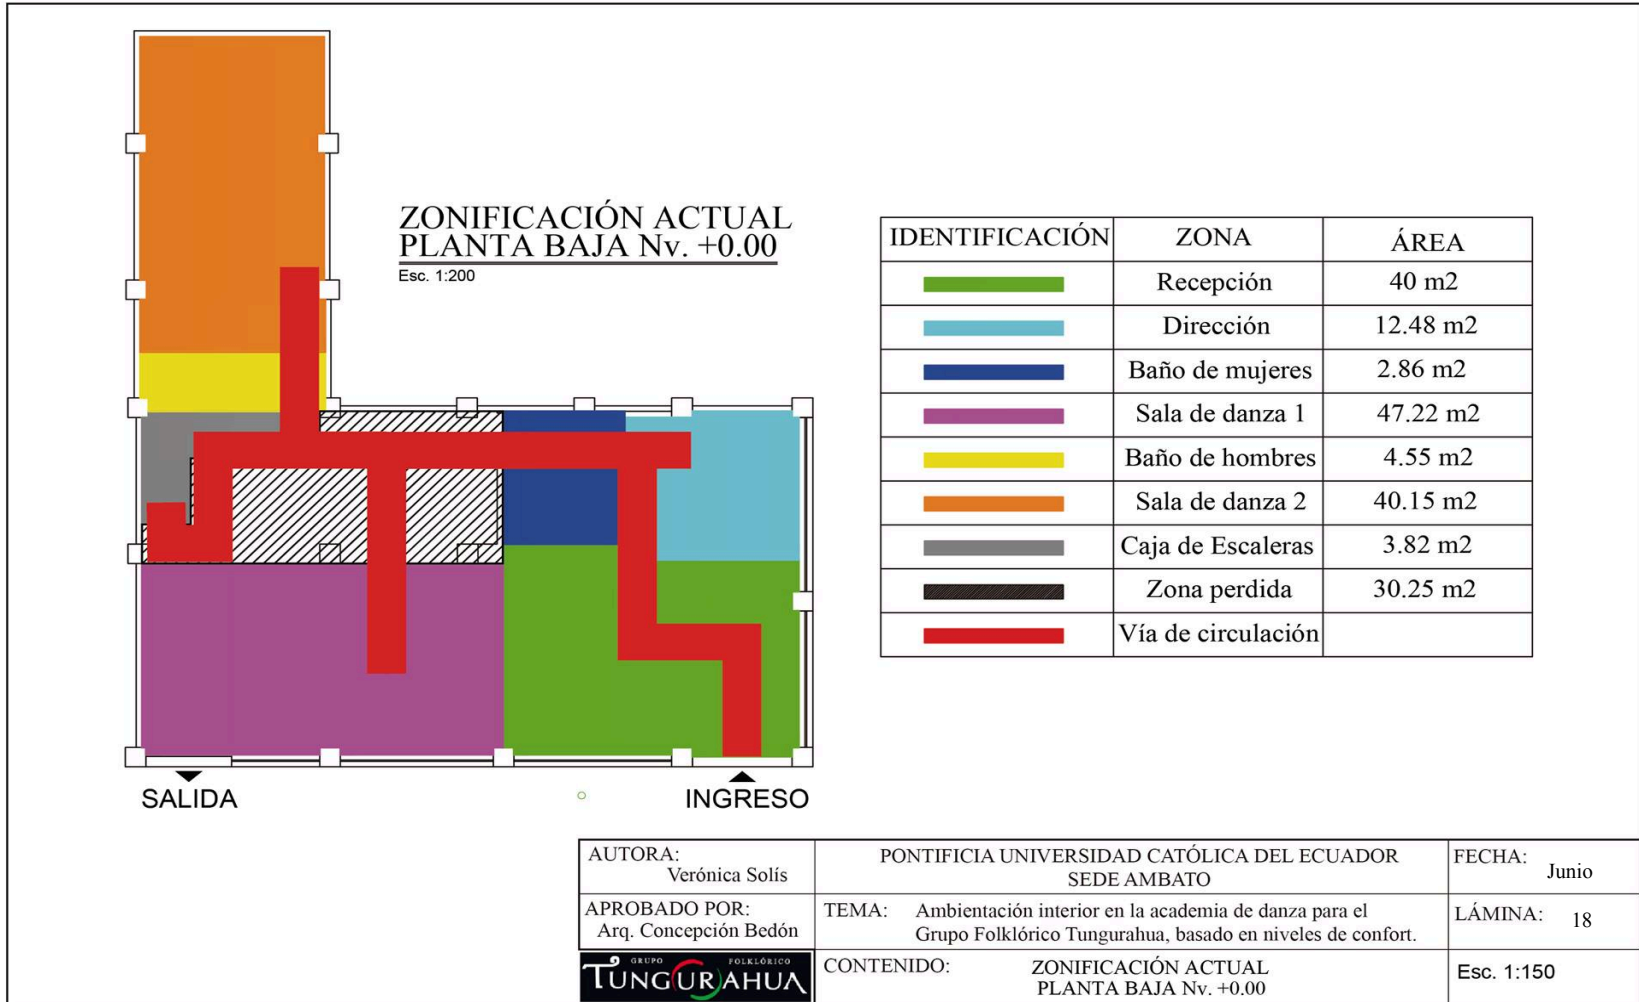 ZONIFICACIÓN ACTUAL
PLANTA BAJA Nv. +0.00
Esc. 1:200
IDENTIFICACIÓN ZONA ÁREA
Recepción 40 m2
Dirección 12.48 m2
Baño de mujeres 2.86 m2
Sala de danza 1 47.22 m2
Baño de hombres 4.55 m2
Sala de danza 2 40.15 m2
Caja de Escaleras 3.82 m2
Zona perdida 30.25 m2
Vía de circulación
SALIDA
INGRESO
AUTORA:
Verónica Solís
PONTIFICIA UNIVERSIDAD CATÓLICA DEL ECUADOR
SEDE AMBATO
FECHA:
Junio
APROBADO POR:
Arq. Concepción Bedón
TEMA: Ambientación interior en la academia de danza para el
Grupo Folklórico Tungurahua, basado en niveles de confort.
LÁMINA: 18
GRUPO FOLKLÓRICO
TUNGURAHUA
CONTENIDO: ZONIFICACIÓN ACTUAL
PLANTA BAJA Nv. +0.00
Esc. 1:150